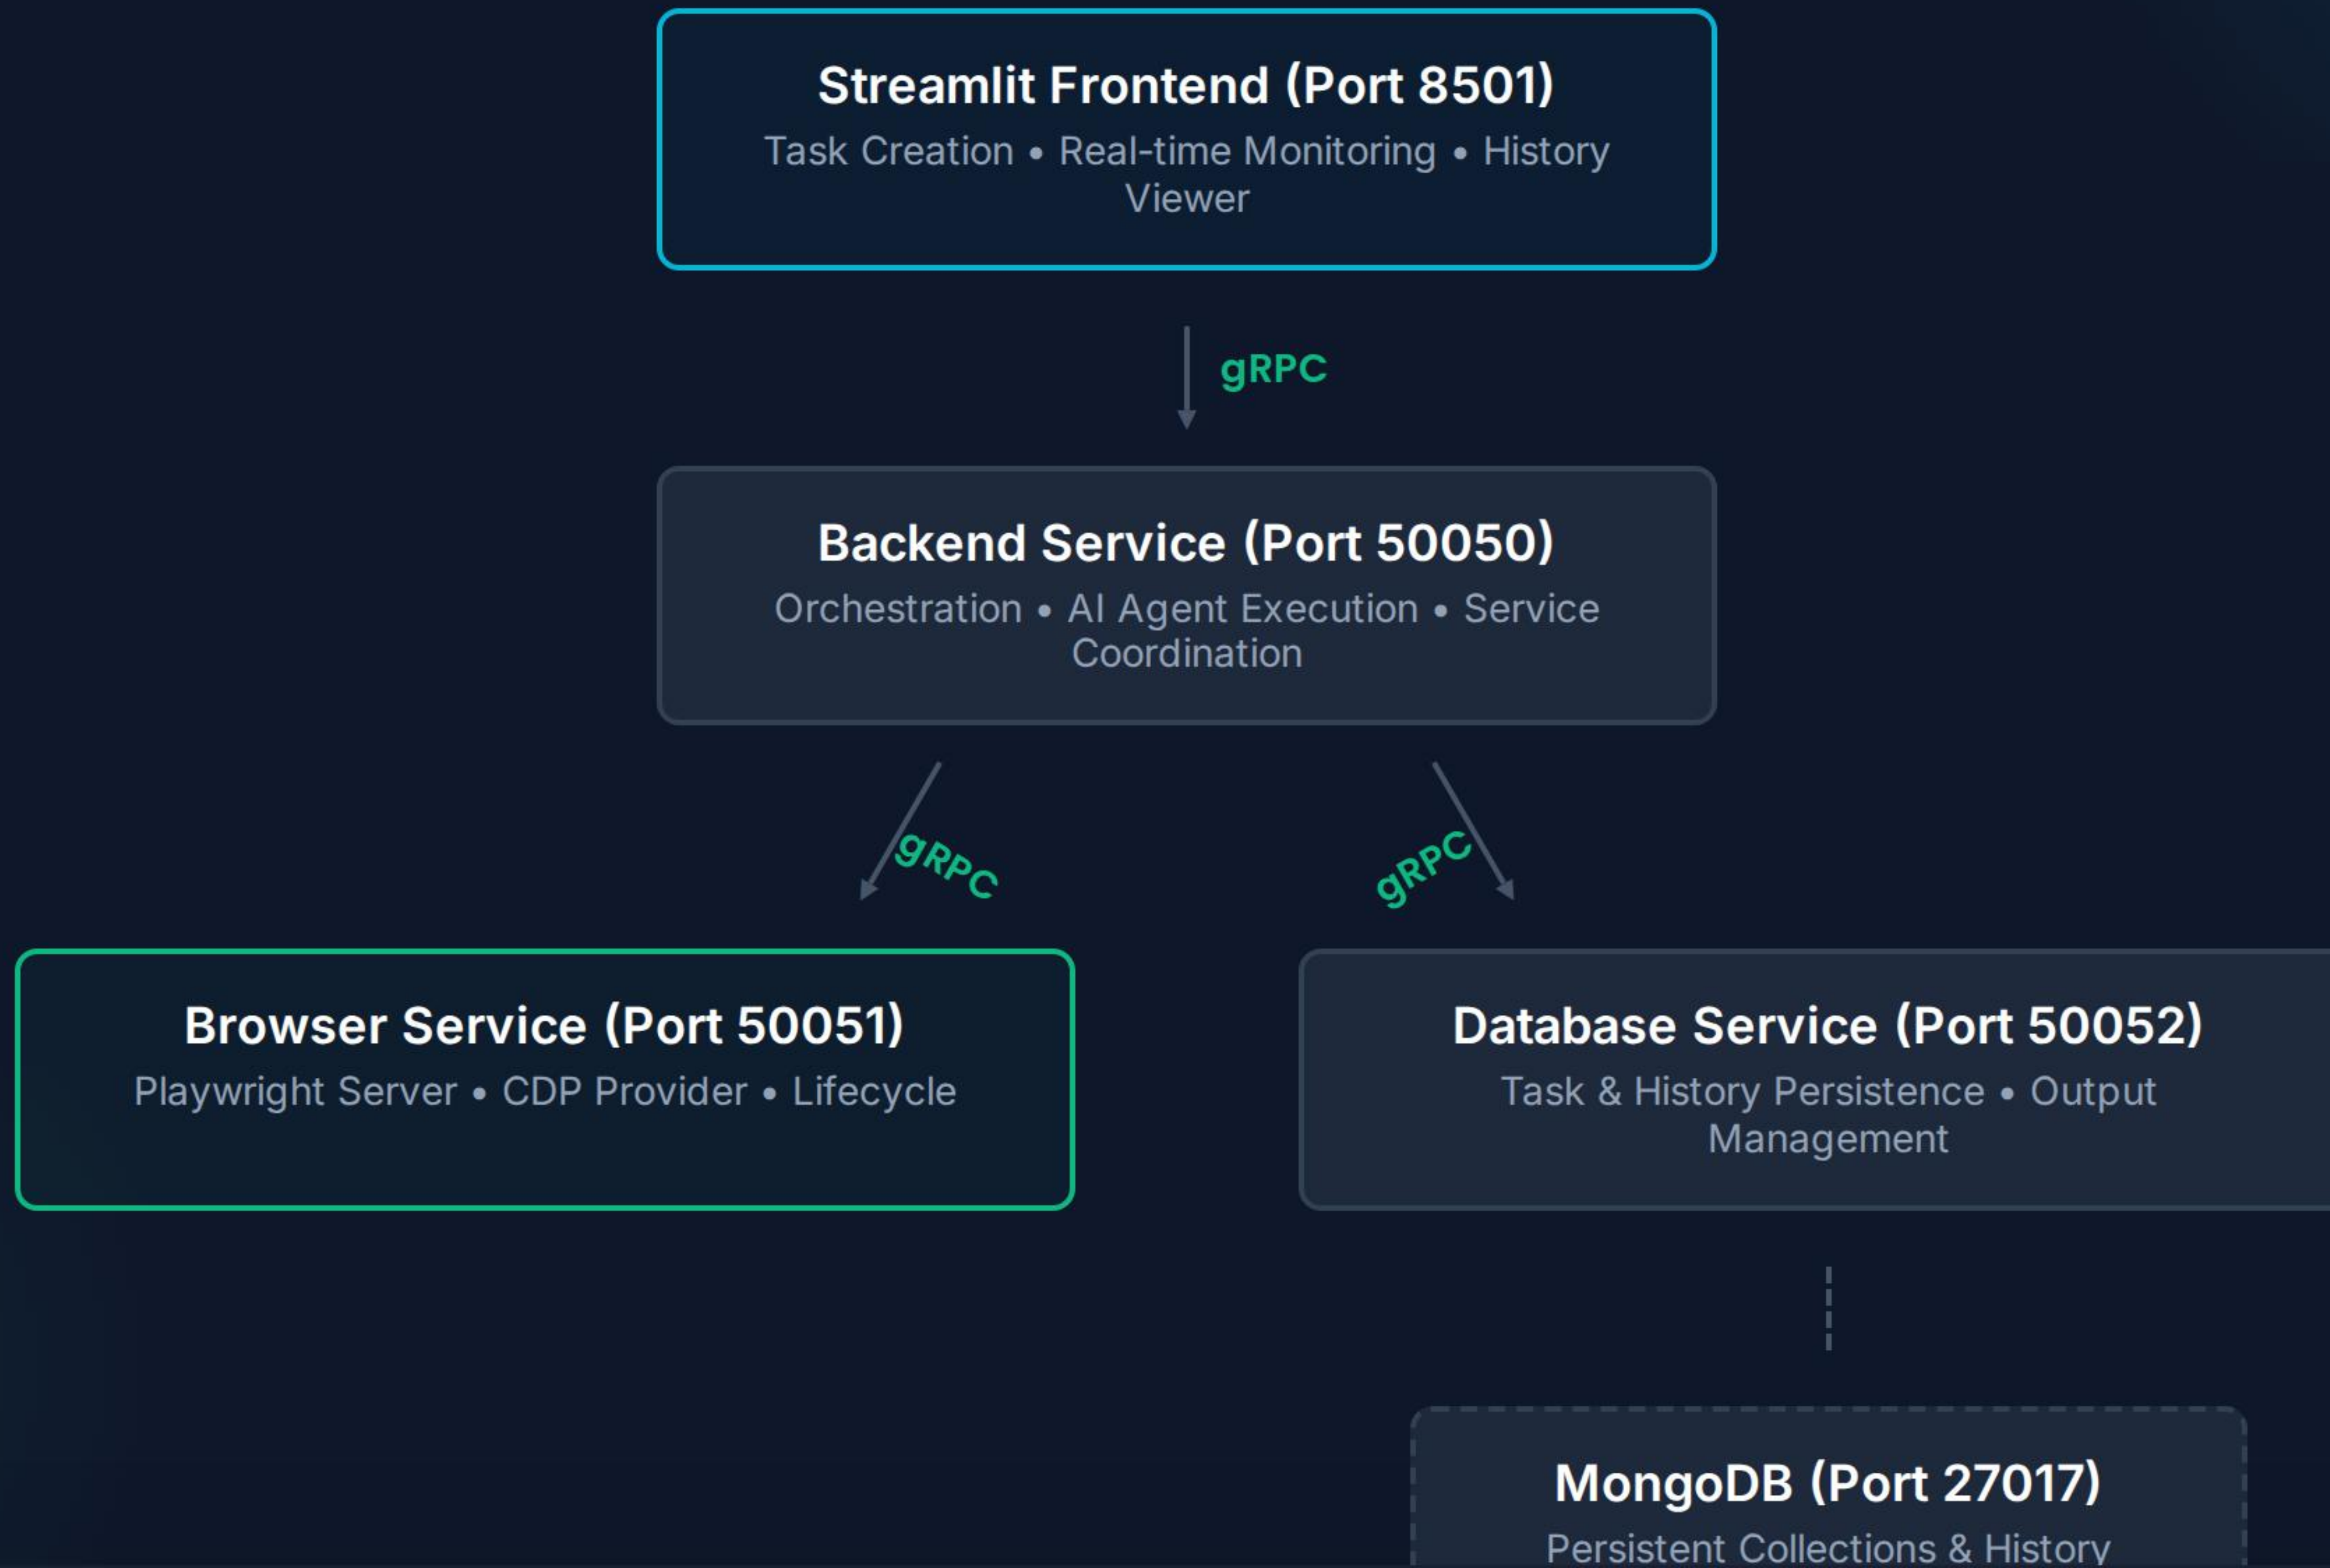 Streamlit Frontend (Port 8501)
Task Creation • Real-time Monitoring • History
Viewer
gRPC
Backend Service (Port 50050)
Orchestration • AI Agent Execution • Service
Coordination
gRPC
gRPC
Browser Service (Port 50051)
Playwright Server • CDP Provider • Lifecycle
Database Service (Port 50052)
Task & History Persistence • Output
Management
MongoDB (Port 27017)
Persistent Collections & History